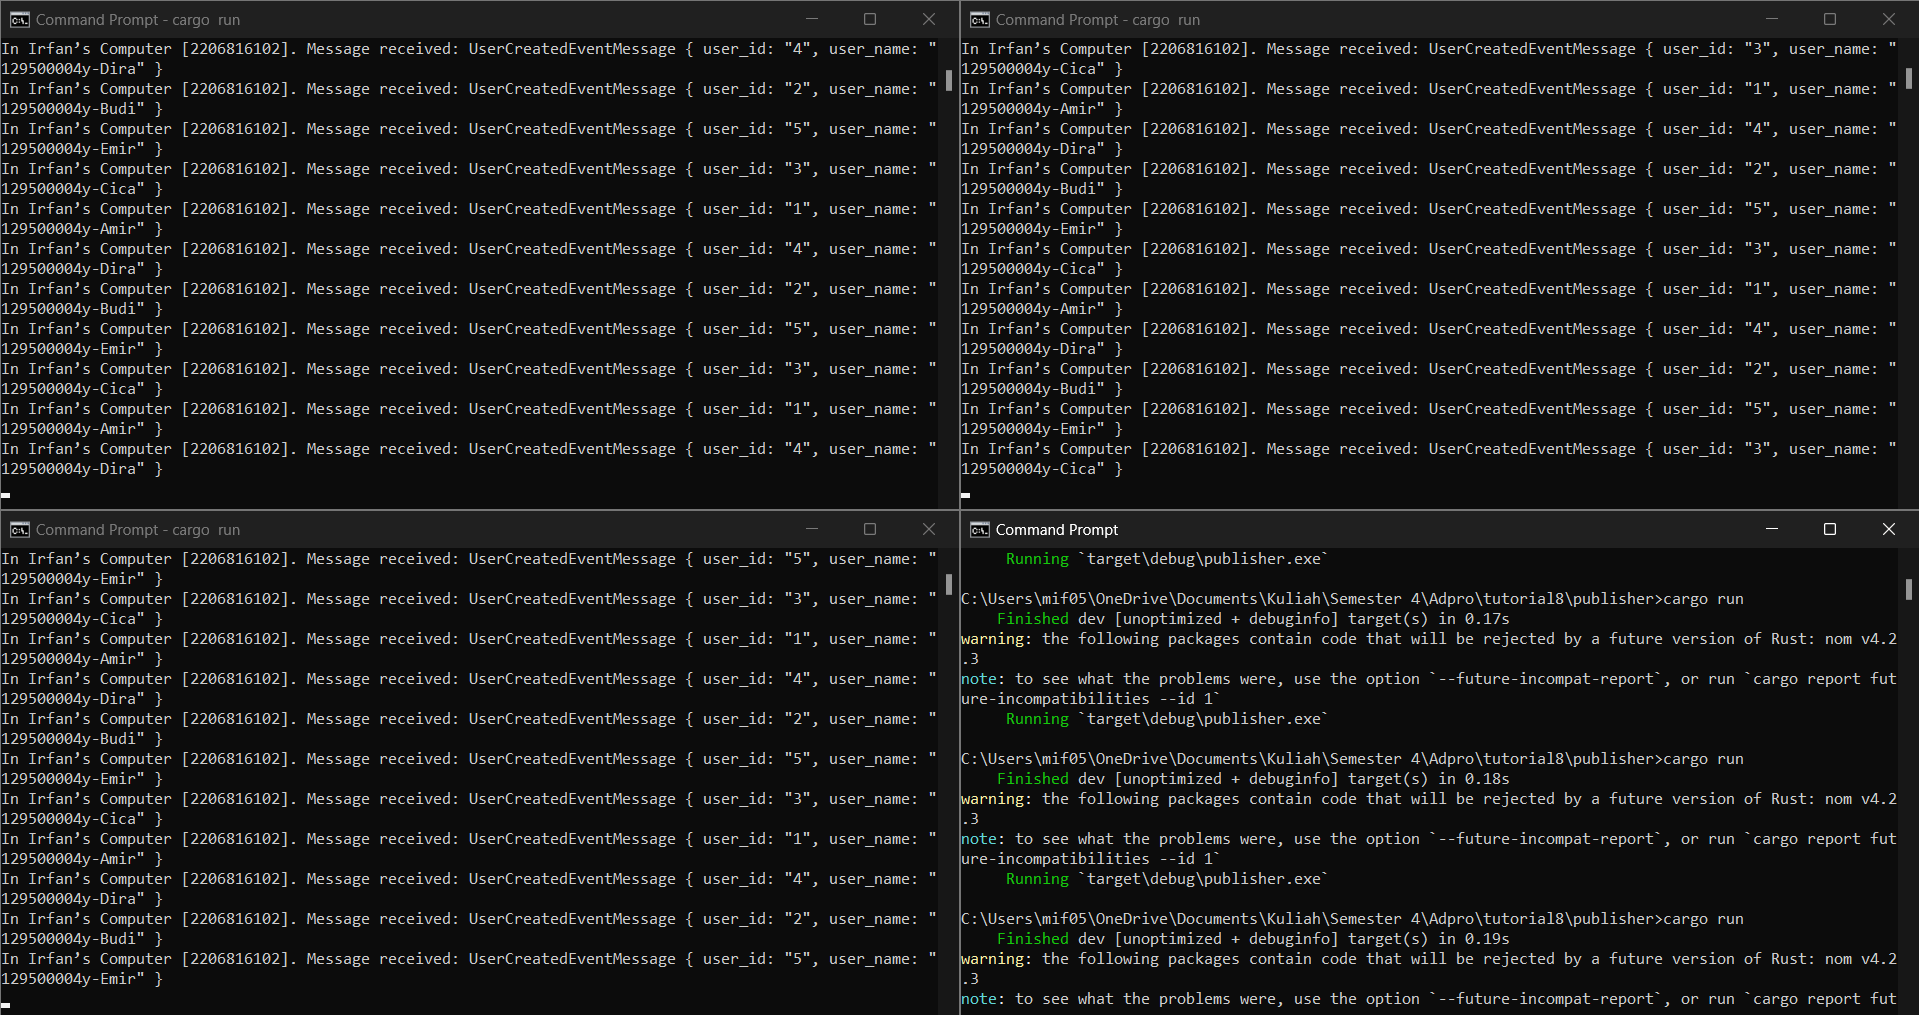 Command Prompt - cargo  run
In Irfan’s Computer [2206816102]. Message received: UserCreatedEventMessage { user_id: "4", user_name: "
129500004y-Dira" }
In Irfan’s Computer [2206816102]. Message received: UserCreatedEventMessage { user_id: "2", user_name: "
129500004y-Budi" }
In Irfan’s Computer [2206816102]. Message received: UserCreatedEventMessage { user_id: "5", user_name: "
129500004y-Emir" }
In Irfan’s Computer [2206816102]. Message received: UserCreatedEventMessage { user_id: "3", user_name: "
129500004y-Cica" }
In Irfan’s Computer [2206816102]. Message received: UserCreatedEventMessage { user_id: "1", user_name: "
129500004y-Amir" }
In Irfan’s Computer [2206816102]. Message received: UserCreatedEventMessage { user_id: "4", user_name: "
129500004y-Dira" }
In Irfan’s Computer [2206816102]. Message received: UserCreatedEventMessage { user_id: "2", user_name: "
129500004y-Budi" }
In Irfan’s Computer [2206816102]. Message received: UserCreatedEventMessage { user_id: "5", user_name: "
129500004y-Emir" }
In Irfan’s Computer [2206816102]. Message received: UserCreatedEventMessage { user_id: "3", user_name: "
129500004y-Cica" }
In Irfan’s Computer [2206816102]. Message received: UserCreatedEventMessage { user_id: "1", user_name: "
129500004y-Amir" }
In Irfan’s Computer [2206816102]. Message received: UserCreatedEventMessage { user_id: "4", user_name: "
129500004y-Dira" }
Command Prompt - cargo  run
In Irfan’s Computer [2206816102]. Message received: UserCreatedEventMessage { user_id: "3", user_name: "
129500004y-Cica" }
In Irfan’s Computer [2206816102]. Message received: UserCreatedEventMessage { user_id: "1", user_name: "
129500004y-Amir" }
In Irfan’s Computer [2206816102]. Message received: UserCreatedEventMessage { user_id: "4", user_name: "
129500004y-Dira" }
In Irfan’s Computer [2206816102]. Message received: UserCreatedEventMessage { user_id: "2", user_name: "
129500004y-Budi" }
In Irfan’s Computer [2206816102]. Message received: UserCreatedEventMessage { user_id: "5", user_name: "
129500004y-Emir" }
In Irfan’s Computer [2206816102]. Message received: UserCreatedEventMessage { user_id: "3", user_name: "
129500004y-Cica" }
In Irfan’s Computer [2206816102]. Message received: UserCreatedEventMessage { user_id: "1", user_name: "
129500004y-Amir" }
In Irfan’s Computer [2206816102]. Message received: UserCreatedEventMessage { user_id: "4", user_name: "
129500004y-Dira" }
In Irfan’s Computer [2206816102]. Message received: UserCreatedEventMessage { user_id: "2", user_name: "
129500004y-Budi" }
In Irfan’s Computer [2206816102]. Message received: UserCreatedEventMessage { user_id: "5", user_name: "
129500004y-Emir" }
In Irfan’s Computer [2206816102]. Message received: UserCreatedEventMessage { user_id: "3", user_name: "
129500004y-Cica" }
Command Prompt - cargo  run
In Irfan’s Computer [2206816102]. Message received: UserCreatedEventMessage { user_id: "5", user_name: "
129500004y-Emir" }
In Irfan’s Computer [2206816102]. Message received: UserCreatedEventMessage { user_id: "3", user_name: "
129500004y-Cica" }
In Irfan’s Computer [2206816102]. Message received: UserCreatedEventMessage { user_id: "1", user_name: "
129500004y-Amir" }
In Irfan’s Computer [2206816102]. Message received: UserCreatedEventMessage { user_id: "4", user_name: "
129500004y-Dira" }
In Irfan’s Computer [2206816102]. Message received: UserCreatedEventMessage { user_id: "2", user_name: "
129500004y-Budi" }
In Irfan’s Computer [2206816102]. Message received: UserCreatedEventMessage { user_id: "5", user_name: "
129500004y-Emir" }
In Irfan’s Computer [2206816102]. Message received: UserCreatedEventMessage { user_id: "3", user_name: "
129500004y-Cica" }
In Irfan’s Computer [2206816102]. Message received: UserCreatedEventMessage { user_id: "1", user_name: "
129500004y-Amir" }
In Irfan’s Computer [2206816102]. Message received: UserCreatedEventMessage { user_id: "4", user_name: "
129500004y-Dira" }
In Irfan’s Computer [2206816102]. Message received: UserCreatedEventMessage { user_id: "2", user_name: "
129500004y-Budi" }
In Irfan’s Computer [2206816102]. Message received: UserCreatedEventMessage { user_id: "5", user_name: "
129500004y-Emir" }
Command Prompt
Running `target\debug\publisher.exe`
C:\Users\mif05\OneDrive\Documents\Kuliah\Semester 4\Adpro\tutorial8\publisher>cargo run
Finished dev [unoptimized + debuginfo] target(s) in 0.17s
warning: the following packages contain code that will be rejected by a future version of Rust: nom v4.2
.3
note: to see what the problems were, use the option `--future-incompat-report`, or run `cargo report fut
ure-incompatibilities --id 1`
Running `target\debug\publisher.exe`
C:\Users\mif05\OneDrive\Documents\Kuliah\Semester 4\Adpro\tutorial8\publisher>cargo run
Finished dev [unoptimized + debuginfo] target(s) in 0.18s
warning: the following packages contain code that will be rejected by a future version of Rust: nom v4.2
.3
note: to see what the problems were, use the option `--future-incompat-report`, or run `cargo report fut
ure-incompatibilities --id 1`
Running `target\debug\publisher.exe`
C:\Users\mif05\OneDrive\Documents\Kuliah\Semester 4\Adpro\tutorial8\publisher>cargo run
Finished dev [unoptimized + debuginfo] target(s) in 0.19s
warning: the following packages contain code that will be rejected by a future version of Rust: nom v4.2
.3
note: to see what the problems were, use the option `--future-incompat-report`, or run `cargo report fut